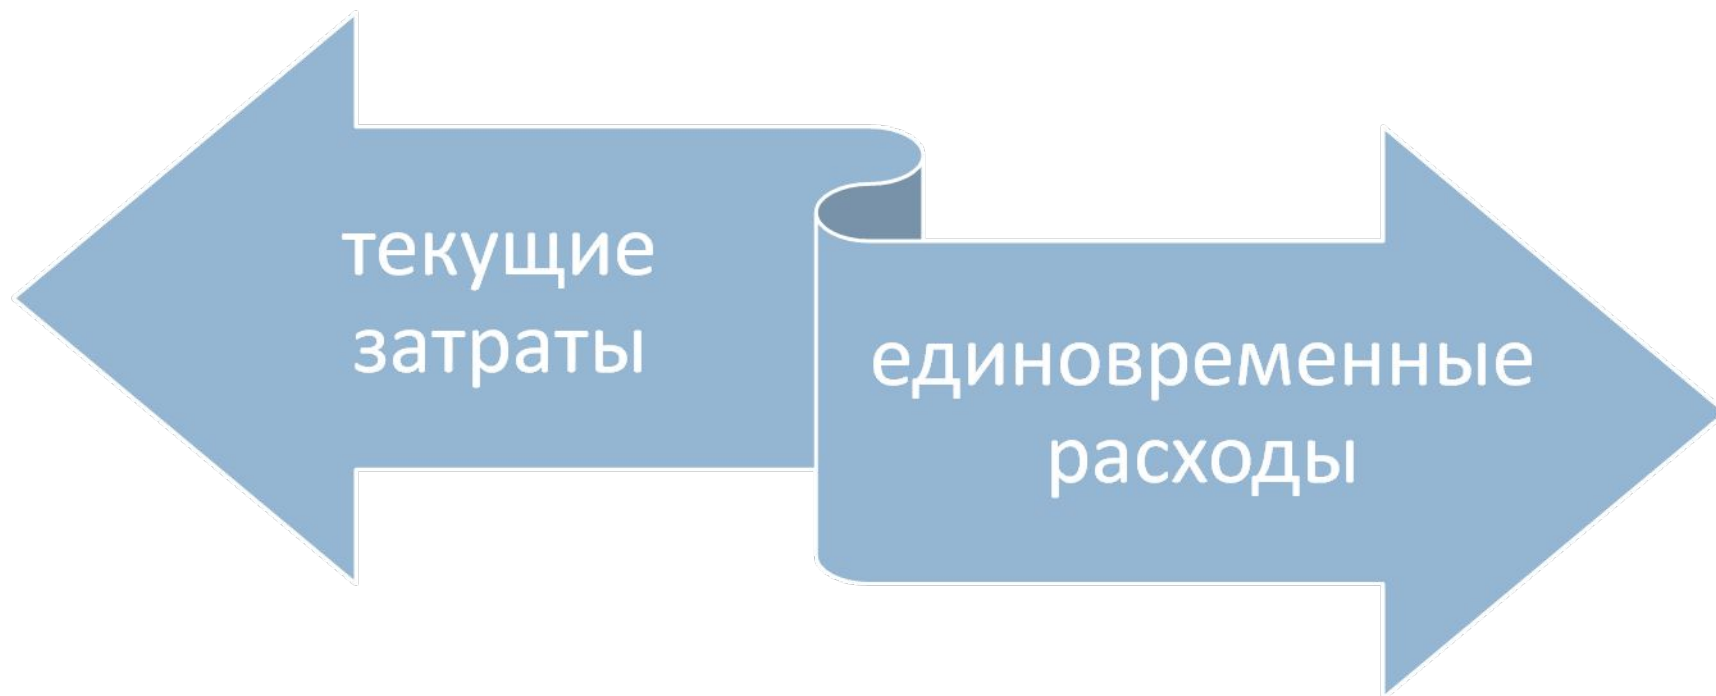 текущие
затраты
единовременные
расходы